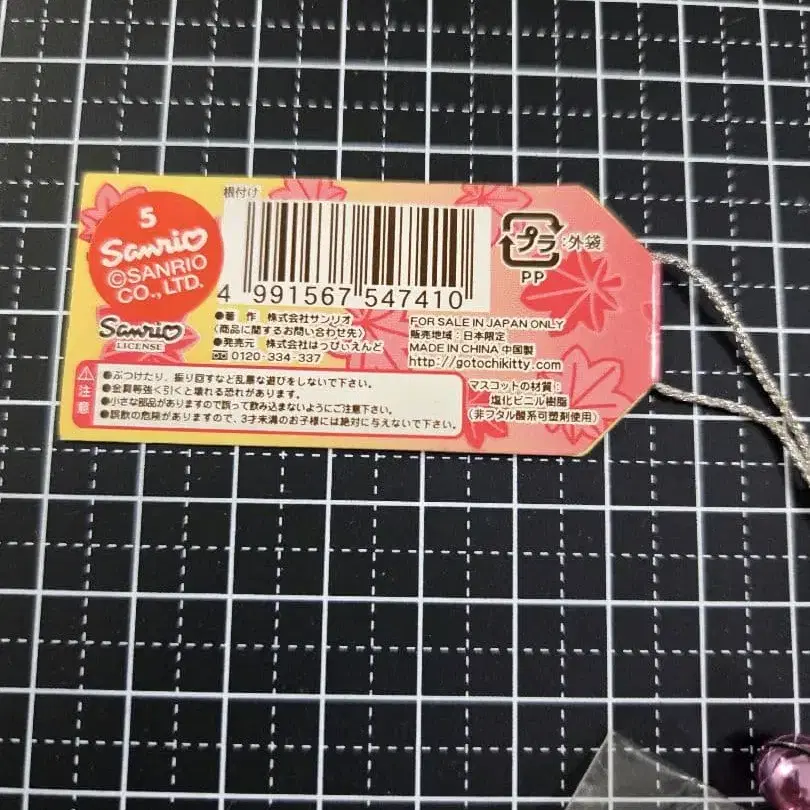 根付け
5
Sanrio
©SANRIO
CO., LTD.
4 991567 547410
プラ :外袋
PP
Sanrio
LICENSE
●著 作 株式会社サンリオ
〈商品に関するお問い合わせ先〉
●発売元 株式会社はっぴぃえんど
0120-334-337
FOR SALE IN JAPAN ONLY
販売地域：日本限定
MADE IN CHINA 中国製
http://gotochikitty.com
注意
●ぶつけたり、振り回すなど乱暴な遊びをしないで下さい。
●金具等強く引くと壊れる恐れがあります。
●小さな部品がありますので誤って飲み込まないようにご注意下さい。
●誤飲の危険がありますので、3才未満のお子様には絶対に与えないで下さい。
マスコットの材質：
塩化ビニル樹脂
（非フタル酸系可塑剤使用）